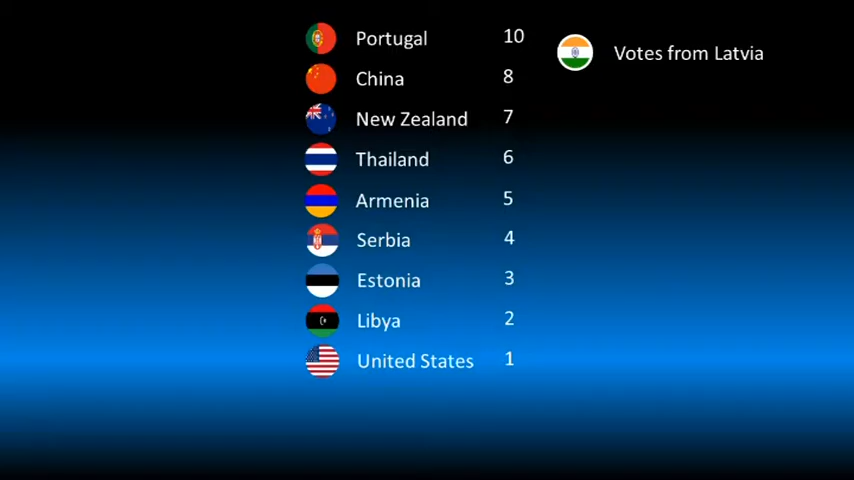 Portugal 10
China 8
New Zealand 7
Thailand 6
Armenia 5
Serbia 4
Estonia 3
Libya 2
United States 1
Votes from Latvia